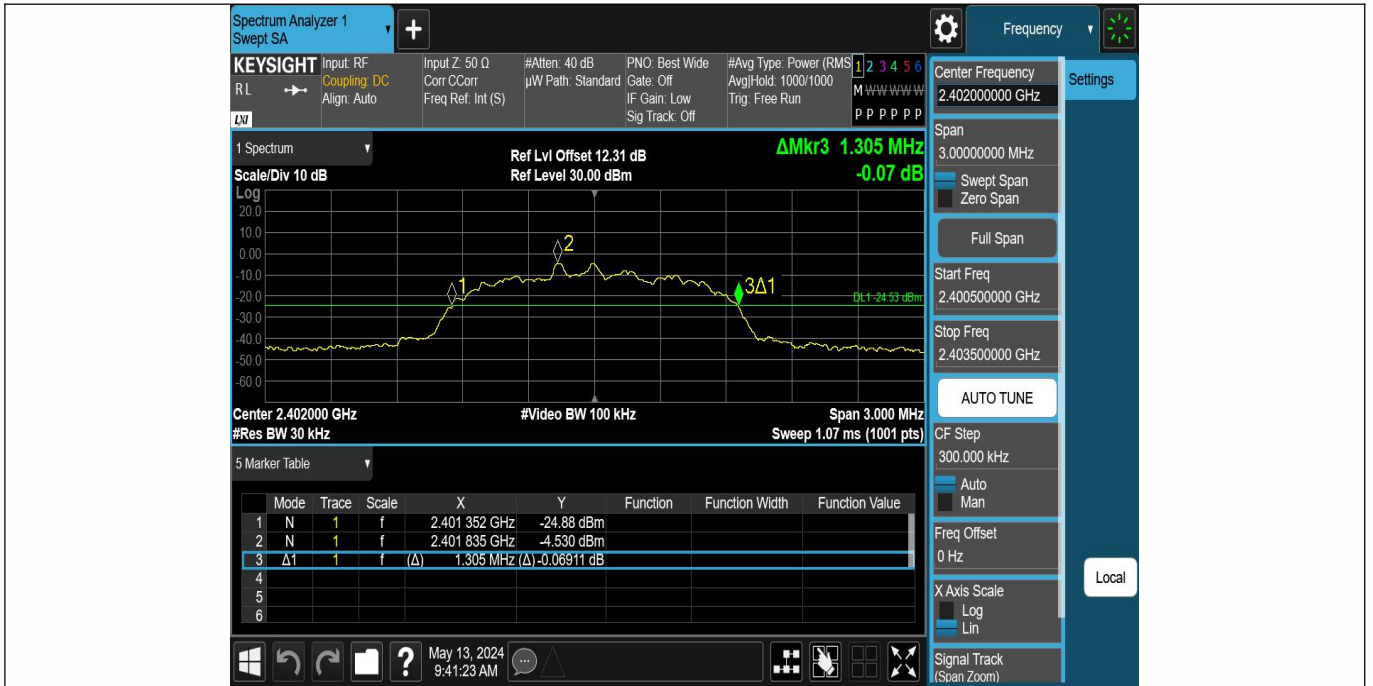 Spectrum Analyzer 1
Swept SA
+
Frequency
KEYSIGHT
RL
LXI
Input: RF
Coupling: DC
Align: Auto
Input Z: 50 Ω
Corr CCorr
Freq Ref: Int (S)
#Atten: 40 dB
µW Path: Standard
PNO: Best Wide
Gate: Off
IF Gain: Low
Sig Track: Off
#Avg Type: Power (RMS
Avg|Hold: 1000/1000
Trig: Free Run
1 2 3 4 5 6
M W W W W W
P P P P P P
1 Spectrum
Scale/Div 10 dB
Ref Lvl Offset 12.31 dB
Ref Level 30.00 dBm
ΔMkr3 1.305 MHz
-0.07 dB
Log
20.0
10.0
0.00
-10.0
-20.0
-30.0
-40.0
-50.0
-60.0
1
2
3Δ1
DL1 -24.53 dBm
Center 2.402000 GHz
#Video BW 100 kHz
Span 3.000 MHz
#Res BW 30 kHz
Sweep 1.07 ms (1001 pts)
5 Marker Table
Mode Trace Scale X Y Function Function Width Function Value
1 N 1 f 2.401 352 GHz -24.88 dBm
2 N 1 f 2.401 835 GHz -4.530 dBm
3 Δ1 1 f (Δ) 1.305 MHz (Δ) -0.06911 dB
4
5
6
?
May 13, 2024
9:41:23 AM
Center Frequency
2.402000000 GHz
Settings
Span
3.00000000 MHz
Swept Span
Zero Span
Full Span
Start Freq
2.400500000 GHz
Stop Freq
2.403500000 GHz
AUTO TUNE
CF Step
300.000 kHz
Auto
Man
Freq Offset
0 Hz
X Axis Scale
Log
Lin
Signal Track
(Span Zoom)
Local